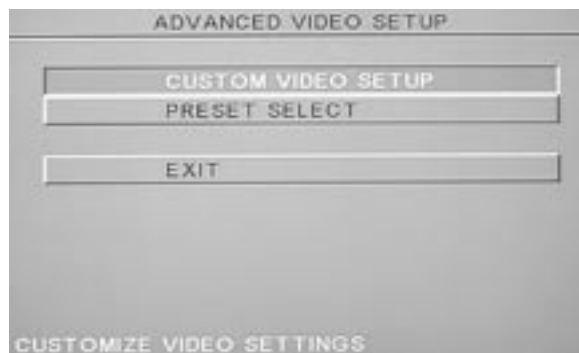 ADVANCED VIDEO SETUP
CUSTOM VIDEO SETUP
PRESET SELECT
EXIT
CUSTOMIZE VIDEO SETTINGS